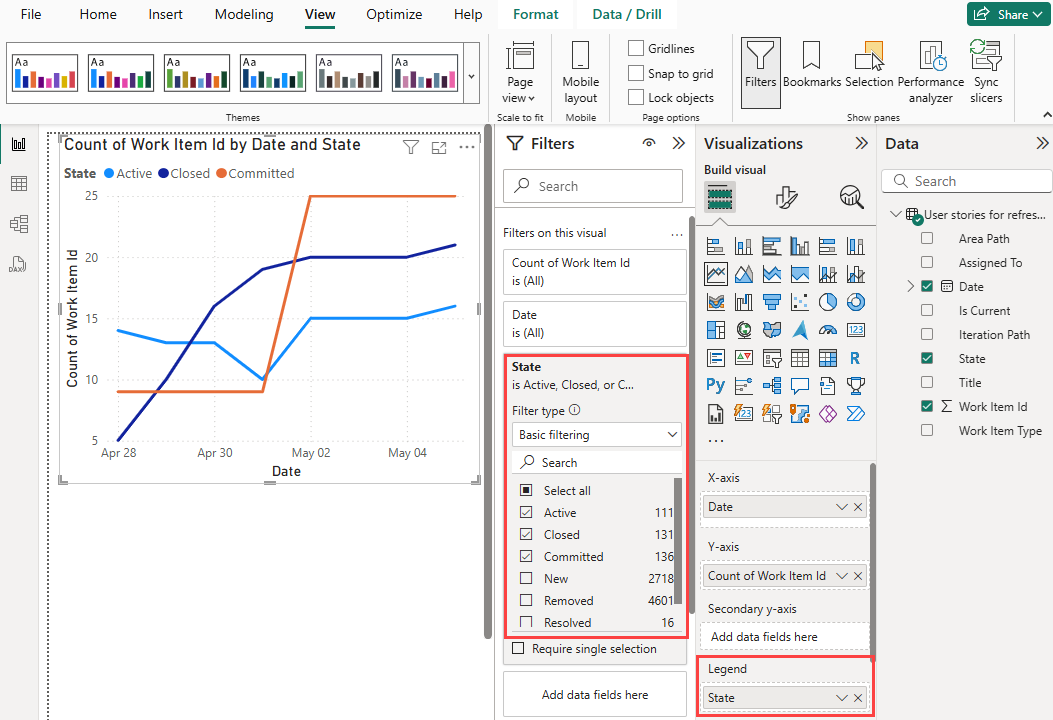 File Home Insert Modeling View Optimize Help Format Data / Drill Share
Aa Aa Aa Aa Aa Aa
Themes
Page view
Scale to fit
Mobile layout
Mobile
Gridlines
Snap to grid
Lock objects
Page options
Filters
Bookmarks
Selection
Performance analyzer
Sync slicers
Show panes
DAX
Count of Work Item Id by Date and State
State Active Closed Committed
Count of Work Item Id
25
20
15
10
5
Apr 28 Apr 30 May 02 May 04
Date
Filters
Search
Filters on this visual ...
Count of Work Item Id
is (All)
Date
is (All)
State
is Active, Closed, or C...
Filter type
Basic filtering
Search
Select all
Active 111
Closed 131
Committed 136
New 2718
Removed 4601
Resolved 16
Require single selection
Add data fields here
Visualizations
Build visual
123
R
Py
123
...
X-axis
Date
Y-axis
Count of Work Item Id
Secondary y-axis
Add data fields here
Legend
State
Data
Search
User stories for refres...
Area Path
Assigned To
Date
Is Current
Iteration Path
State
Title
Σ Work Item Id
Work Item Type